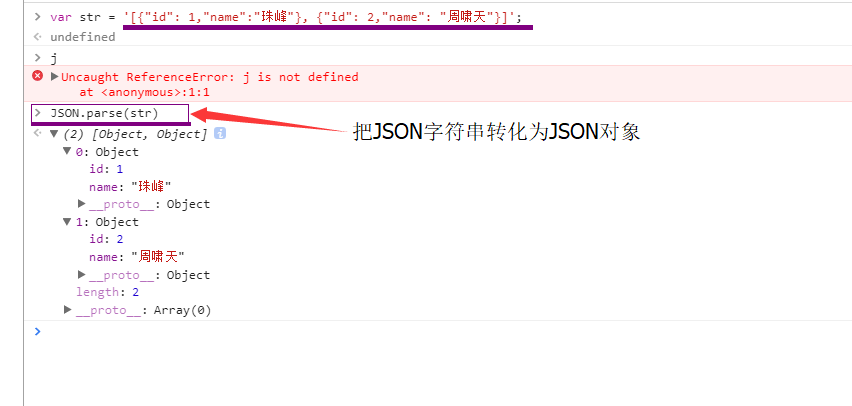 var str = '[{"id": 1,"name":"珠峰"}, {"id": 2,"name": "周啸天"}]';
undefined
j
Uncaught ReferenceError: j is not defined
at <anonymous>:1:1
JSON.parse(str)
把JSON字符串转化为JSON对象
(2) [Object, Object]
0: Object
id: 1
name: "珠峰"
__proto__: Object
1: Object
id: 2
name: "周啸天"
__proto__: Object
length: 2
__proto__: Array(0)